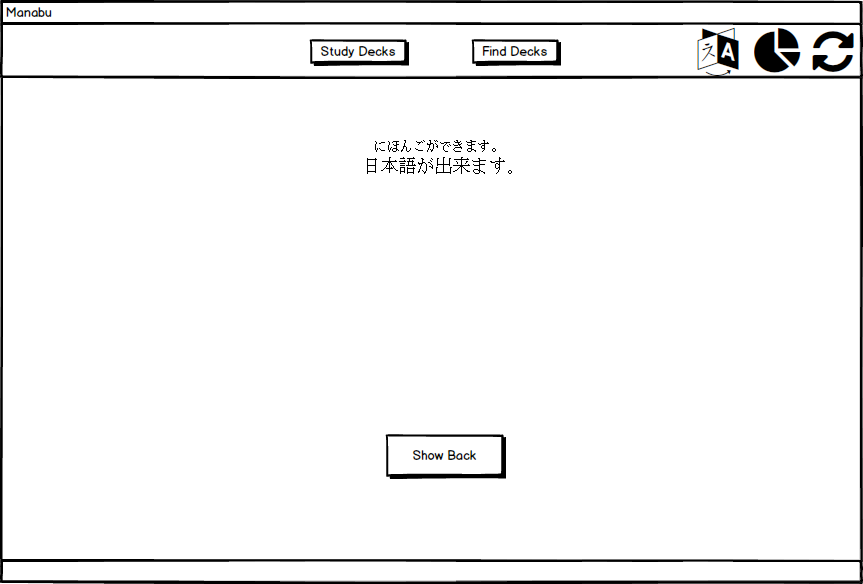 Manabu
Study Decks
Find Decks
え
A
にほんごができます。
日本語が出来ます。
Show Back